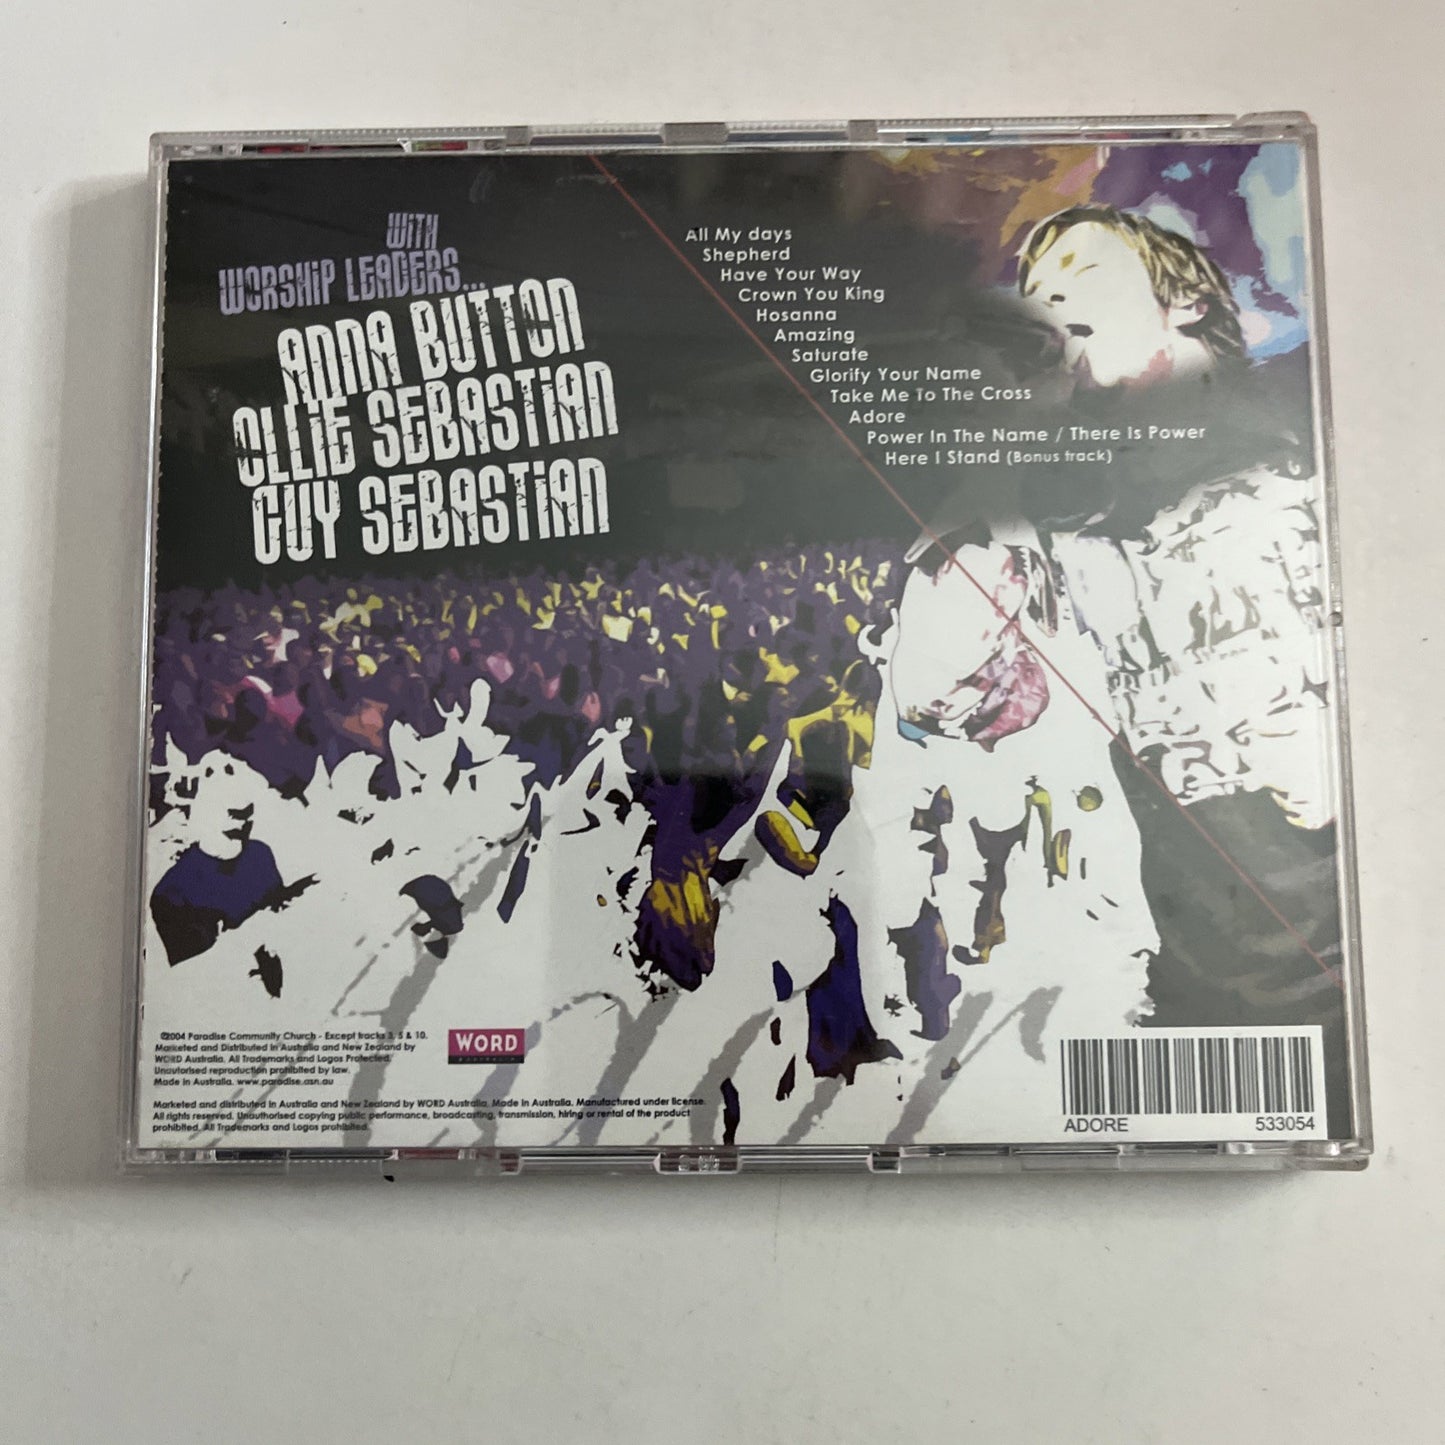 WiTH
WORSHiP LEADERS...
ANNA BUTTON
OLLiE SEBASTiAN
GUY SEBASTiAN
All My days
Shepherd
Have Your Way
Crown You King
Hosanna
Amazing
Saturate
Glorify Your Name
Take Me To The Cross
Adore
Power In The Name / There Is Power
Here I Stand (Bonus track)
℗2004 Paradise Community Church - Except tracks 3, 5 & 10.
Marketed and Distributed in Australia and New Zealand by
WORD Australia. All Trademarks and Logos Protected.
Unautorised reproduction prohibited by law.
Made in Australia. www.paradise.asn.au
WORD
AUSTRALIA
Marketed and distributed in Australia and New Zealand by WORD Australia. Made in Australia. Manufactured under license.
All rights reserved. Unauthorised copying public performance, broadcasting, transmission, hiring or rental of the product
prohibited. All Trademarks and Logos prohibited.
ADORE 533054